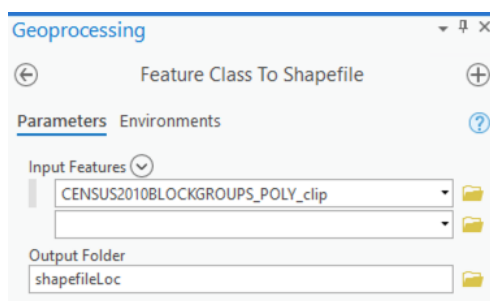 Geoprocessing
Feature Class To Shapefile
Parameters Environments
Input Features
CENSUS2010BLOCKGROUPS_POLY_clip
Output Folder
shapefileLoc